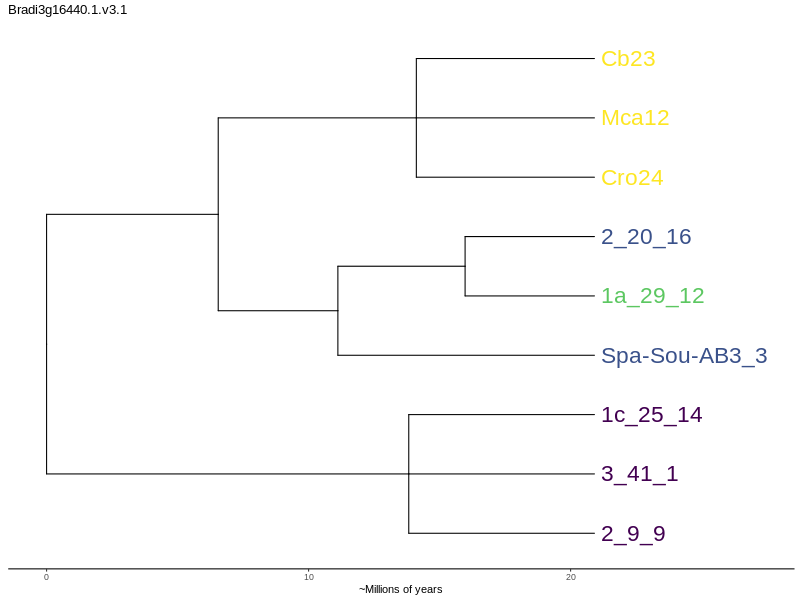 Bradi3g16440.1.v3.1
Cb23
Mca12
Cro24
2_20_16
1a_29_12
Spa-Sou-AB3_3
1c_25_14
3_41_1
2_9_9
0 10 20
~Millions of years